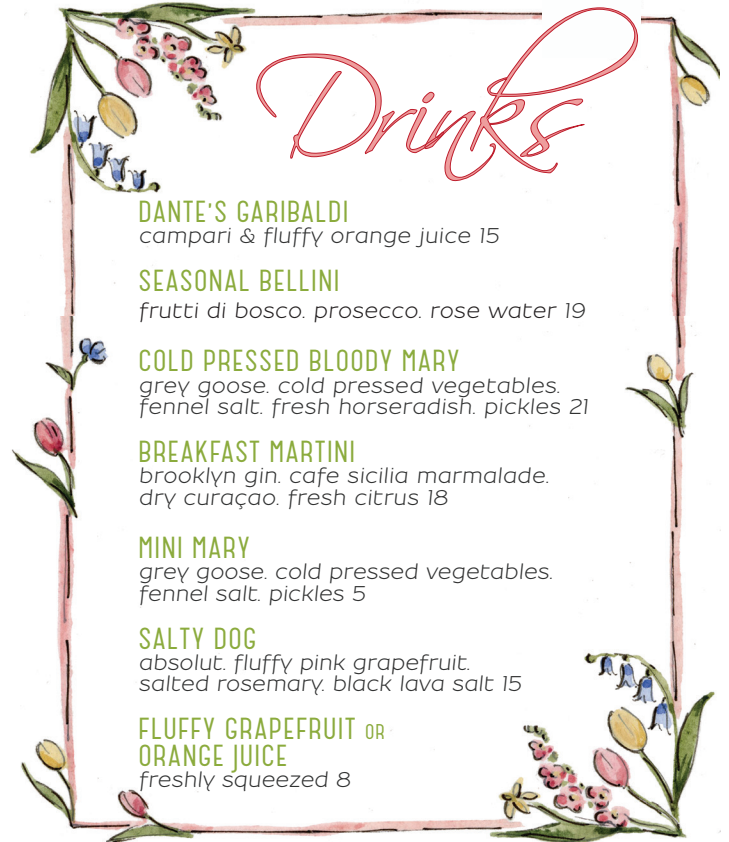 Drinks
DANTE'S GARIBALDI
campari & fluffy orange juice 15
SEASONAL BELLINI
frutti di bosco. prosecco. rose water 19
COLD PRESSED BLOODY MARY
grey goose. cold pressed vegetables.
fennel salt. fresh horseradish. pickles 21
BREAKFAST MARTINI
brooklyn gin. cafe sicilia marmalade.
dry curaçao. fresh citrus 18
MINI MARY
grey goose. cold pressed vegetables.
fennel salt. pickles 5
SALTY DOG
absolut. fluffy pink grapefruit.
salted rosemary. black lava salt 15
FLUFFY GRAPEFRUIT OR
ORANGE JUICE
freshly squeezed 8